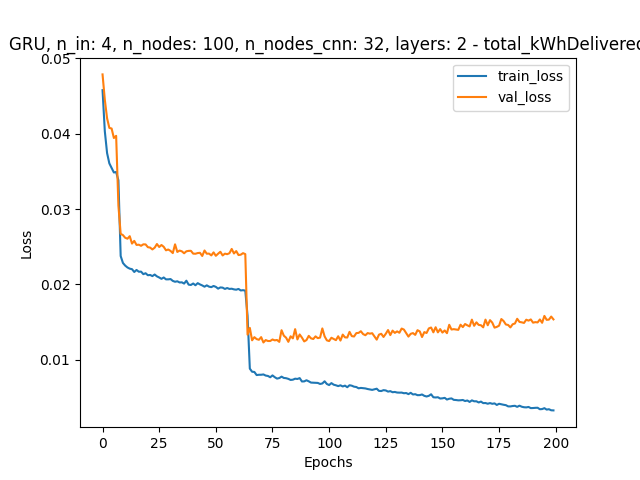 GRU, n_in: 4, n_nodes: 100, n_nodes_cnn: 32, layers: 2 - total_kWhDelivered
train_loss
val_loss
0.05
0.04
0.03
0.02
0.01
Loss
0 25 50 75 100 125 150 175 200
Epochs